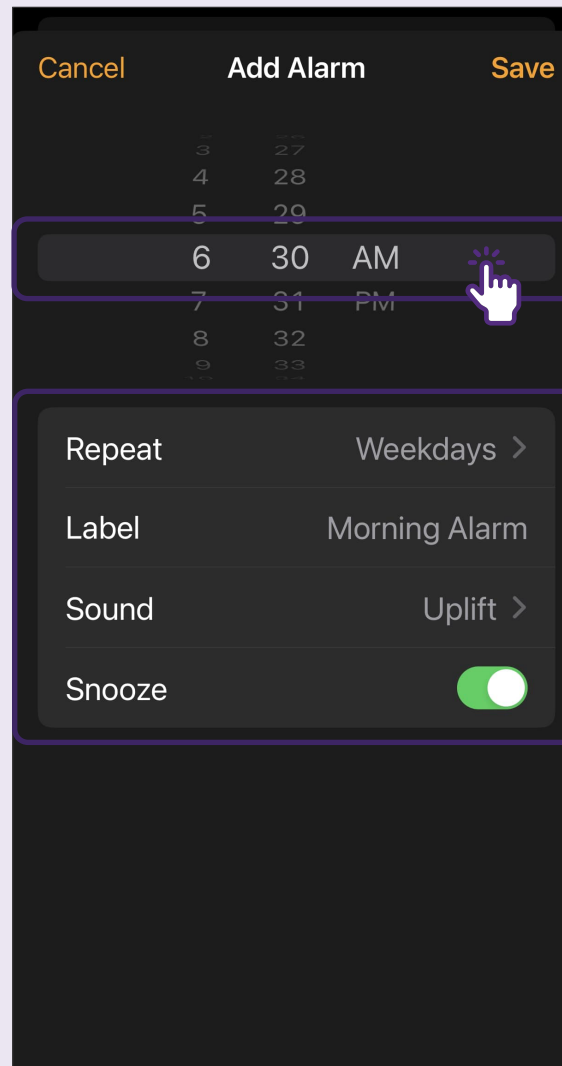 Cancel Add Alarm Save
3 27
4 28
5 29
6 30 AM
7 31 PM
8 32
9 33
Repeat Weekdays
Label Morning Alarm
Sound Uplift
Snooze